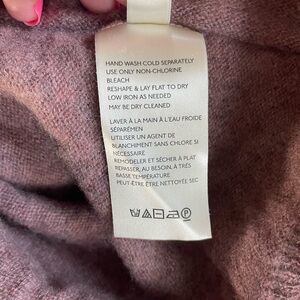 HAND WASH COLD SEPARATELY
USE ONLY NON-CHLORINE
BLEACH
RESHAPE & LAY FLAT TO DRY
LOW IRON AS NEEDED
MAY BE DRY CLEANED
LAVER À LA MAIN À L'EAU FROIDE
SÉPARÉMEN
UTILISER UN AGENT DE
BLANCHIMENT SANS CHLORE SI
NÉCESSAIRE
REMODELER ET SÉCHER À PLAT
REPASSER, AU BESOIN, À TRÈS
BASSE TEMPÉRATURE
PEUT-ÊTRE ÊTRE NETTOYÉE SEC